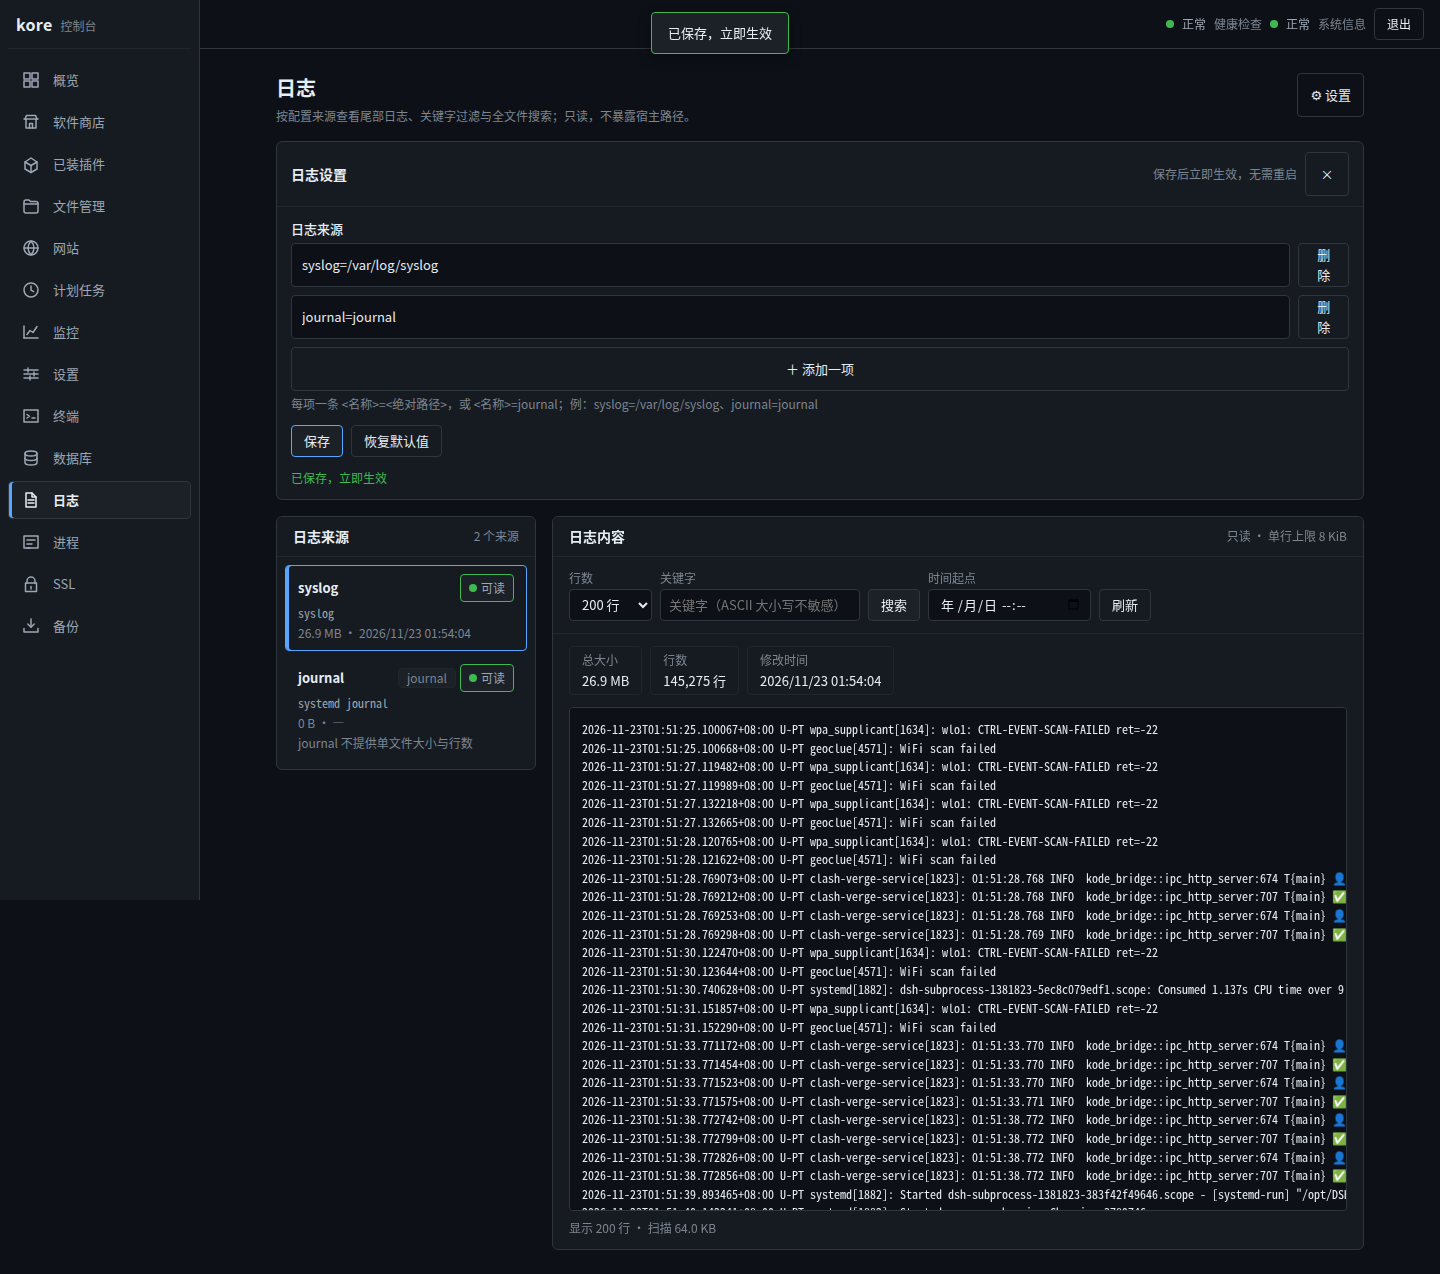 kore 控制台
已保存，立即生效
正常 健康检查 正常 系统信息 退出
概览
软件商店
已装插件
文件管理
网站
计划任务
监控
设置
终端
数据库
日志
进程
SSL
备份
日志
按配置来源查看尾部日志、关键字过滤与全文件搜索；只读，不暴露宿主路径。
⚙ 设置
日志设置
保存后立即生效，无需重启 ×
日志来源
syslog=/var/log/syslog
删除
journal=journal
删除
＋ 添加一项
每项一条 <名称>=<绝对路径>，或 <名称>=journal；例：syslog=/var/log/syslog、journal=journal
保存 恢复默认值
已保存，立即生效
日志来源 2 个来源
syslog 可读
syslog
26.9 MB · 2026/11/23 01:54:04
journal journal 可读
systemd journal
0 B · —
journal 不提供单文件大小与行数
日志内容 只读 · 单行上限 8 KiB
行数 关键字 时间起点
200 行 关键字（ASCII 大小写不敏感） 搜索 年 /月/日 --:-- 刷新
总大小 行数 修改时间
26.9 MB 145,275 行 2026/11/23 01:54:04
2026-11-23T01:51:25.100067+08:00 U-PT wpa_supplicant[1634]: wlo1: CTRL-EVENT-SCAN-FAILED ret=-22
2026-11-23T01:51:25.100668+08:00 U-PT geoclue[4571]: WiFi scan failed
2026-11-23T01:51:27.119482+08:00 U-PT wpa_supplicant[1634]: wlo1: CTRL-EVENT-SCAN-FAILED ret=-22
2026-11-23T01:51:27.119989+08:00 U-PT geoclue[4571]: WiFi scan failed
2026-11-23T01:51:27.132218+08:00 U-PT wpa_supplicant[1634]: wlo1: CTRL-EVENT-SCAN-FAILED ret=-22
2026-11-23T01:51:27.132665+08:00 U-PT geoclue[4571]: WiFi scan failed
2026-11-23T01:51:28.120765+08:00 U-PT wpa_supplicant[1634]: wlo1: CTRL-EVENT-SCAN-FAILED ret=-22
2026-11-23T01:51:28.121622+08:00 U-PT geoclue[4571]: WiFi scan failed
2026-11-23T01:51:28.769073+08:00 U-PT clash-verge-service[1823]: 01:51:28.768 INFO  kode_bridge::ipc_http_server:674 T{main} 👤
2026-11-23T01:51:28.769212+08:00 U-PT clash-verge-service[1823]: 01:51:28.768 INFO  kode_bridge::ipc_http_server:707 T{main} ✅
2026-11-23T01:51:28.769253+08:00 U-PT clash-verge-service[1823]: 01:51:28.768 INFO  kode_bridge::ipc_http_server:674 T{main} 👤
2026-11-23T01:51:28.769298+08:00 U-PT clash-verge-service[1823]: 01:51:28.769 INFO  kode_bridge::ipc_http_server:707 T{main} ✅
2026-11-23T01:51:30.122470+08:00 U-PT wpa_supplicant[1634]: wlo1: CTRL-EVENT-SCAN-FAILED ret=-22
2026-11-23T01:51:30.123644+08:00 U-PT geoclue[4571]: WiFi scan failed
2026-11-23T01:51:30.740628+08:00 U-PT systemd[1882]: dsh-subprocess-1381823-5ec8c079edf1.scope: Consumed 1.137s CPU time over 9
2026-11-23T01:51:31.151857+08:00 U-PT wpa_supplicant[1634]: wlo1: CTRL-EVENT-SCAN-FAILED ret=-22
2026-11-23T01:51:31.152290+08:00 U-PT geoclue[4571]: WiFi scan failed
2026-11-23T01:51:33.771172+08:00 U-PT clash-verge-service[1823]: 01:51:33.770 INFO  kode_bridge::ipc_http_server:674 T{main} 👤
2026-11-23T01:51:33.771454+08:00 U-PT clash-verge-service[1823]: 01:51:33.770 INFO  kode_bridge::ipc_http_server:707 T{main} ✅
2026-11-23T01:51:33.771523+08:00 U-PT clash-verge-service[1823]: 01:51:33.770 INFO  kode_bridge::ipc_http_server:674 T{main} 👤
2026-11-23T01:51:33.771575+08:00 U-PT clash-verge-service[1823]: 01:51:33.771 INFO  kode_bridge::ipc_http_server:707 T{main} ✅
2026-11-23T01:51:38.772742+08:00 U-PT clash-verge-service[1823]: 01:51:38.772 INFO  kode_bridge::ipc_http_server:674 T{main} 👤
2026-11-23T01:51:38.772799+08:00 U-PT clash-verge-service[1823]: 01:51:38.772 INFO  kode_bridge::ipc_http_server:707 T{main} ✅
2026-11-23T01:51:38.772826+08:00 U-PT clash-verge-service[1823]: 01:51:38.772 INFO  kode_bridge::ipc_http_server:674 T{main} 👤
2026-11-23T01:51:38.772856+08:00 U-PT clash-verge-service[1823]: 01:51:38.772 INFO  kode_bridge::ipc_http_server:707 T{main} ✅
2026-11-23T01:51:39.893465+08:00 U-PT systemd[1882]: Started dsh-subprocess-1381823-383f42f49646.scope - [systemd-run] "/opt/DSH
显示 200 行 · 扫描 64.0 KB